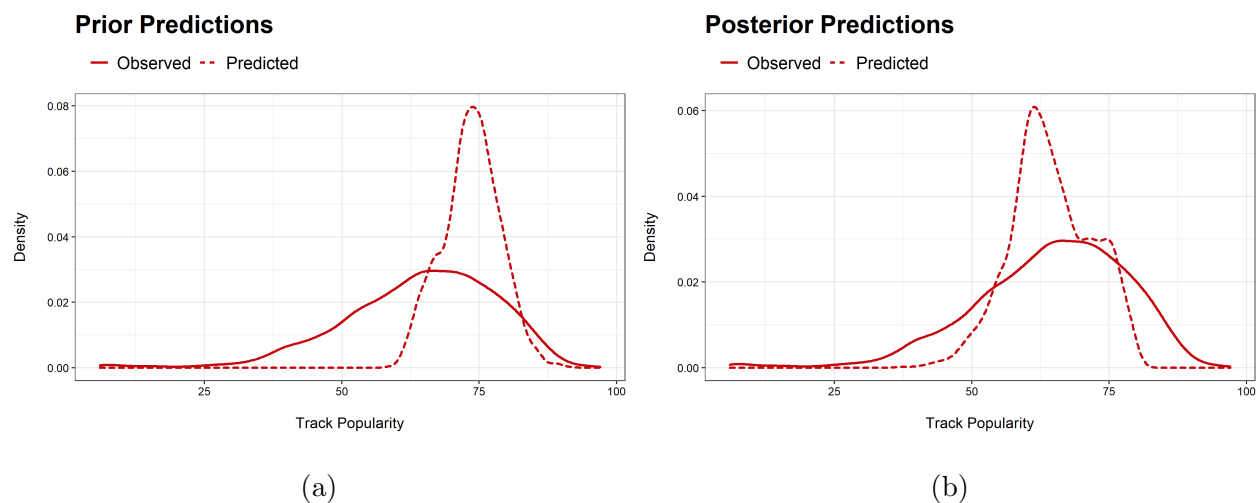 Prior Predictions
Observed Predicted
0.08
0.06
0.04
0.02
0.00
Density
25 50 75 100
Track Popularity
(a)
Posterior Predictions
Observed Predicted
0.06
0.04
0.02
0.00
Density
25 50 75 100
Track Popularity
(b)